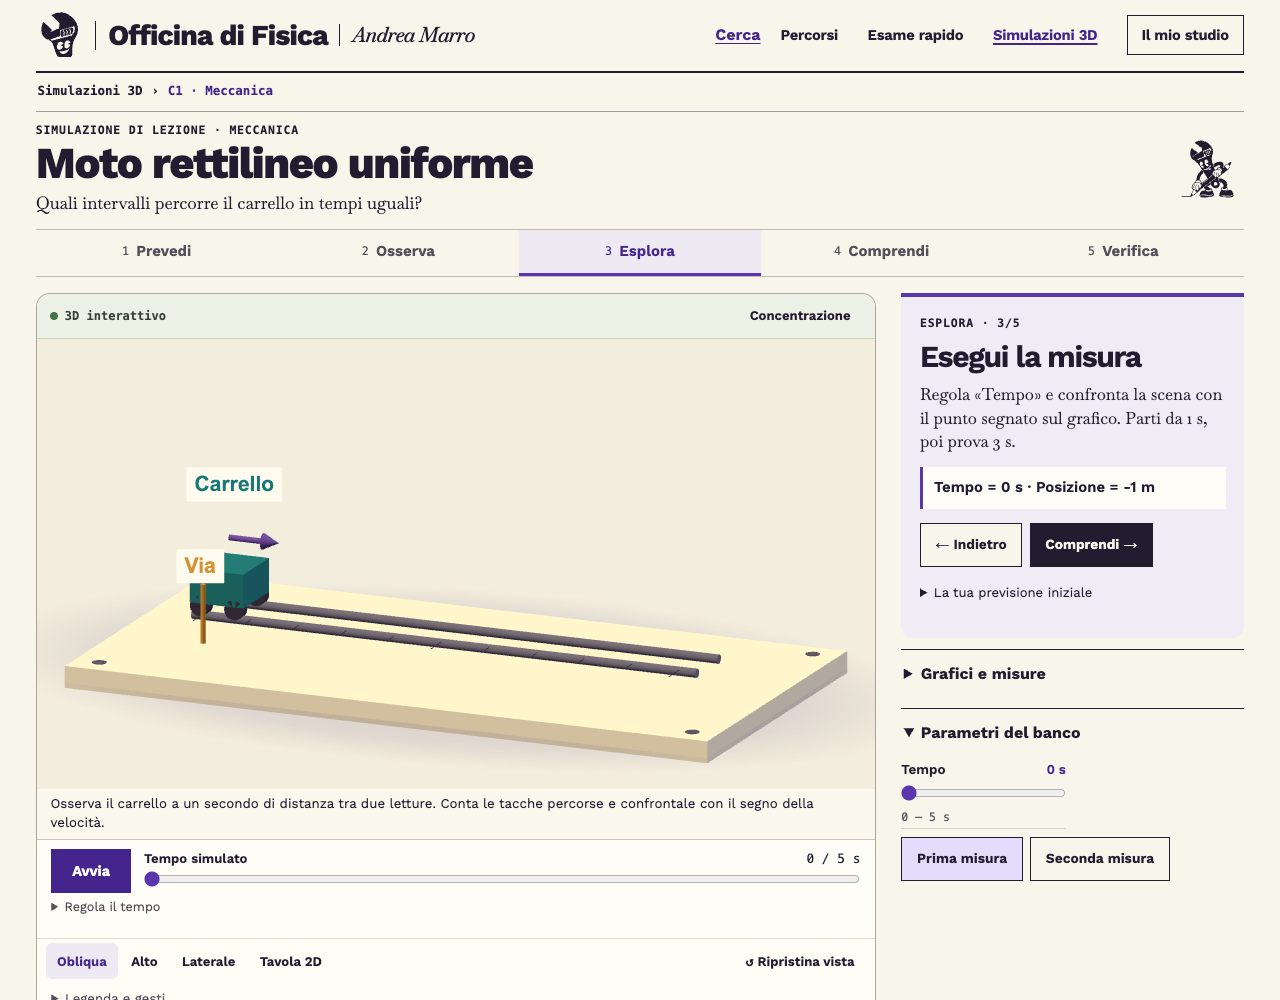 Officina di Fisica
Andrea Marro
Cerca
Percorsi
Esame rapido
Simulazioni 3D
Il mio studio
Simulazioni 3D › C1 · Meccanica
SIMULAZIONE DI LEZIONE · MECCANICA
Moto rettilineo uniforme
Quali intervalli percorre il carrello in tempi uguali?
1 Prevedi
2 Osserva
3 Esplora
4 Comprendi
5 Verifica
3D interattivo
Concentrazione
Carrello
Via
Osserva il carrello a un secondo di distanza tra due letture. Conta le tacche percorse e confrontale con il segno della
velocità.
Avvia
Tempo simulato
0 / 5 s
▶ Regola il tempo
Obliqua
Alto
Laterale
Tavola 2D
↺ Ripristina vista
▶ Legenda e gesti
ESPLORA · 3/5
Esegui la misura
Regola «Tempo» e confronta la scena con
il punto segnato sul grafico. Parti da 1 s,
poi prova 3 s.
Tempo = 0 s · Posizione = -1 m
← Indietro
Comprendi →
▶ La tua previsione iniziale
▶ Grafici e misure
▼ Parametri del banco
Tempo
0 s
0 — 5 s
Prima misura
Seconda misura